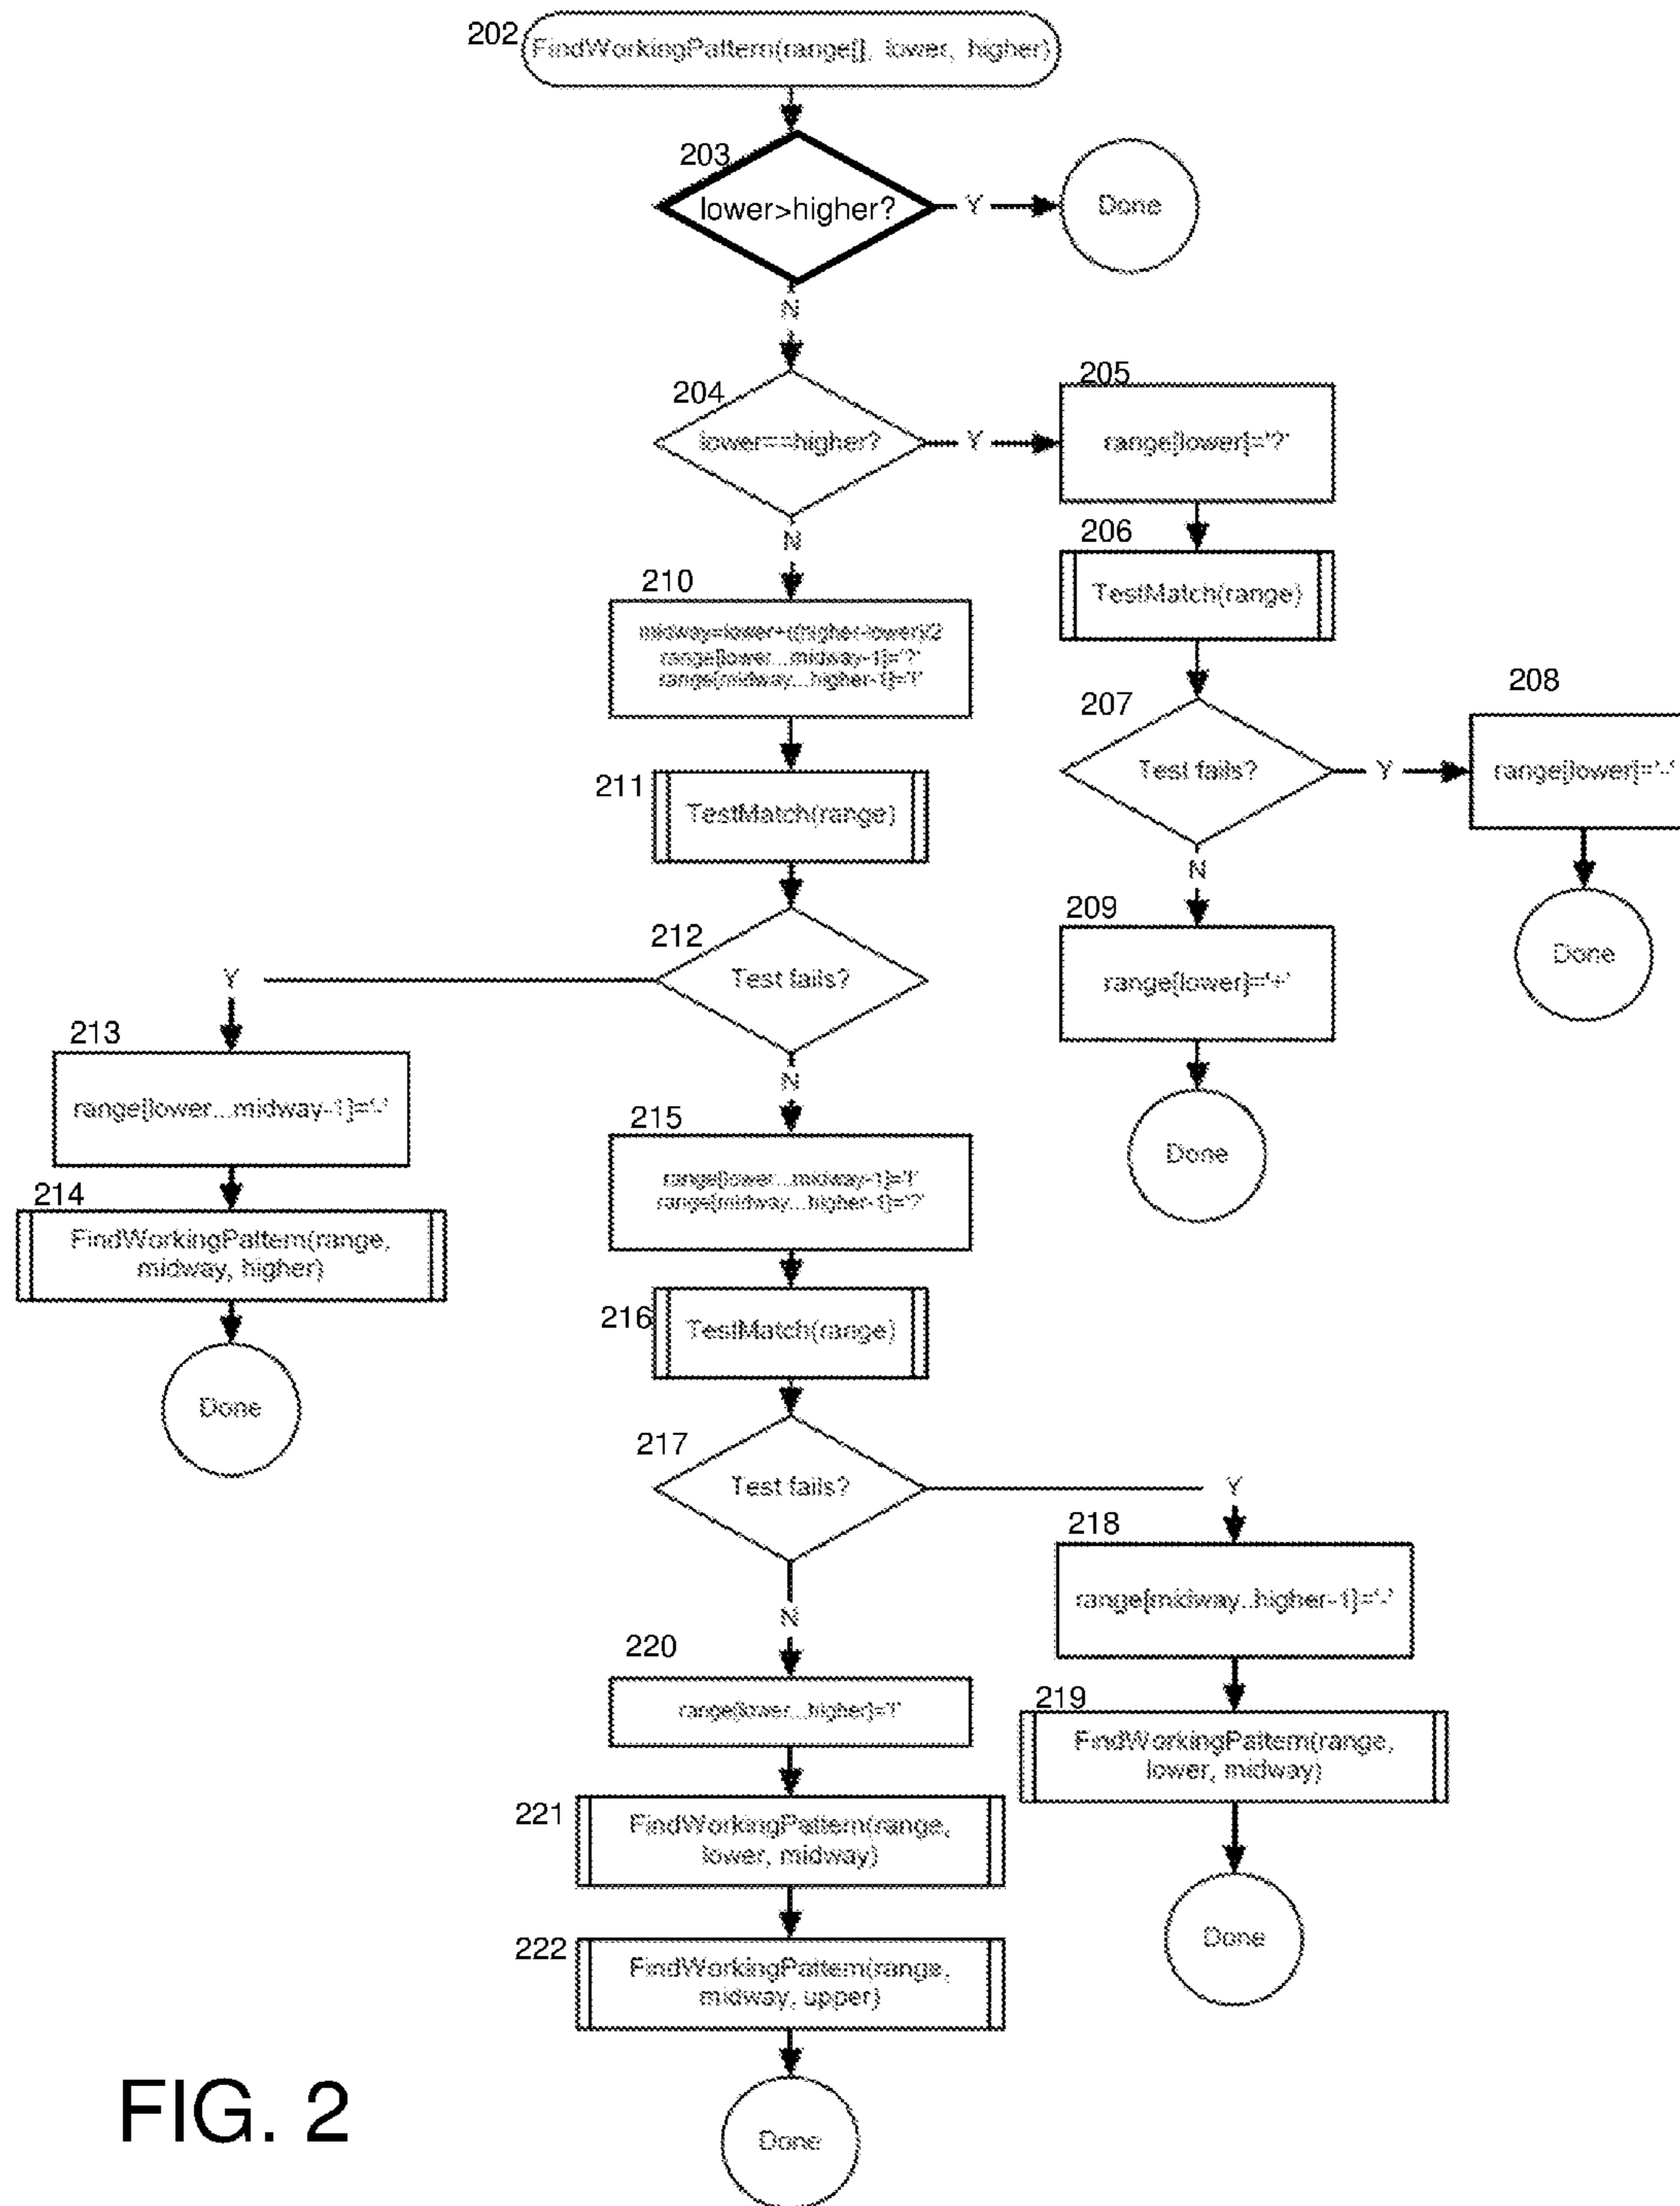 202
FindWorkingPattern(range[], lower, higher)
203
lower>higher?
Y
Done
N
204
lower==higher?
Y
205
range[lower]='?'
N
206
TestMatch(range)
210
midway=lower+((higher-lower)/2
range[lower...midway-1]='?'
range[midway...higher-1]='!'
207
Test fails?
Y
208
range[lower]='-'
Done
N
209
range[lower]='+'
Done
211
TestMatch(range)
212
Test fails?
Y
213
range[lower...midway-1]='-'
214
FindWorkingPattern(range,
midway, higher)
Done
N
215
range[lower...midway-1]='!'
range[midway...higher-1]='?'
216
TestMatch(range)
217
Test fails?
Y
218
range[midway..higher-1]='-'
219
FindWorkingPattern(range,
lower, midway)
Done
N
220
range[lower...higher]='!'
221
FindWorkingPattern(range,
lower, midway)
222
FindWorkingPattern(range,
midway, upper)
Done
FIG. 2